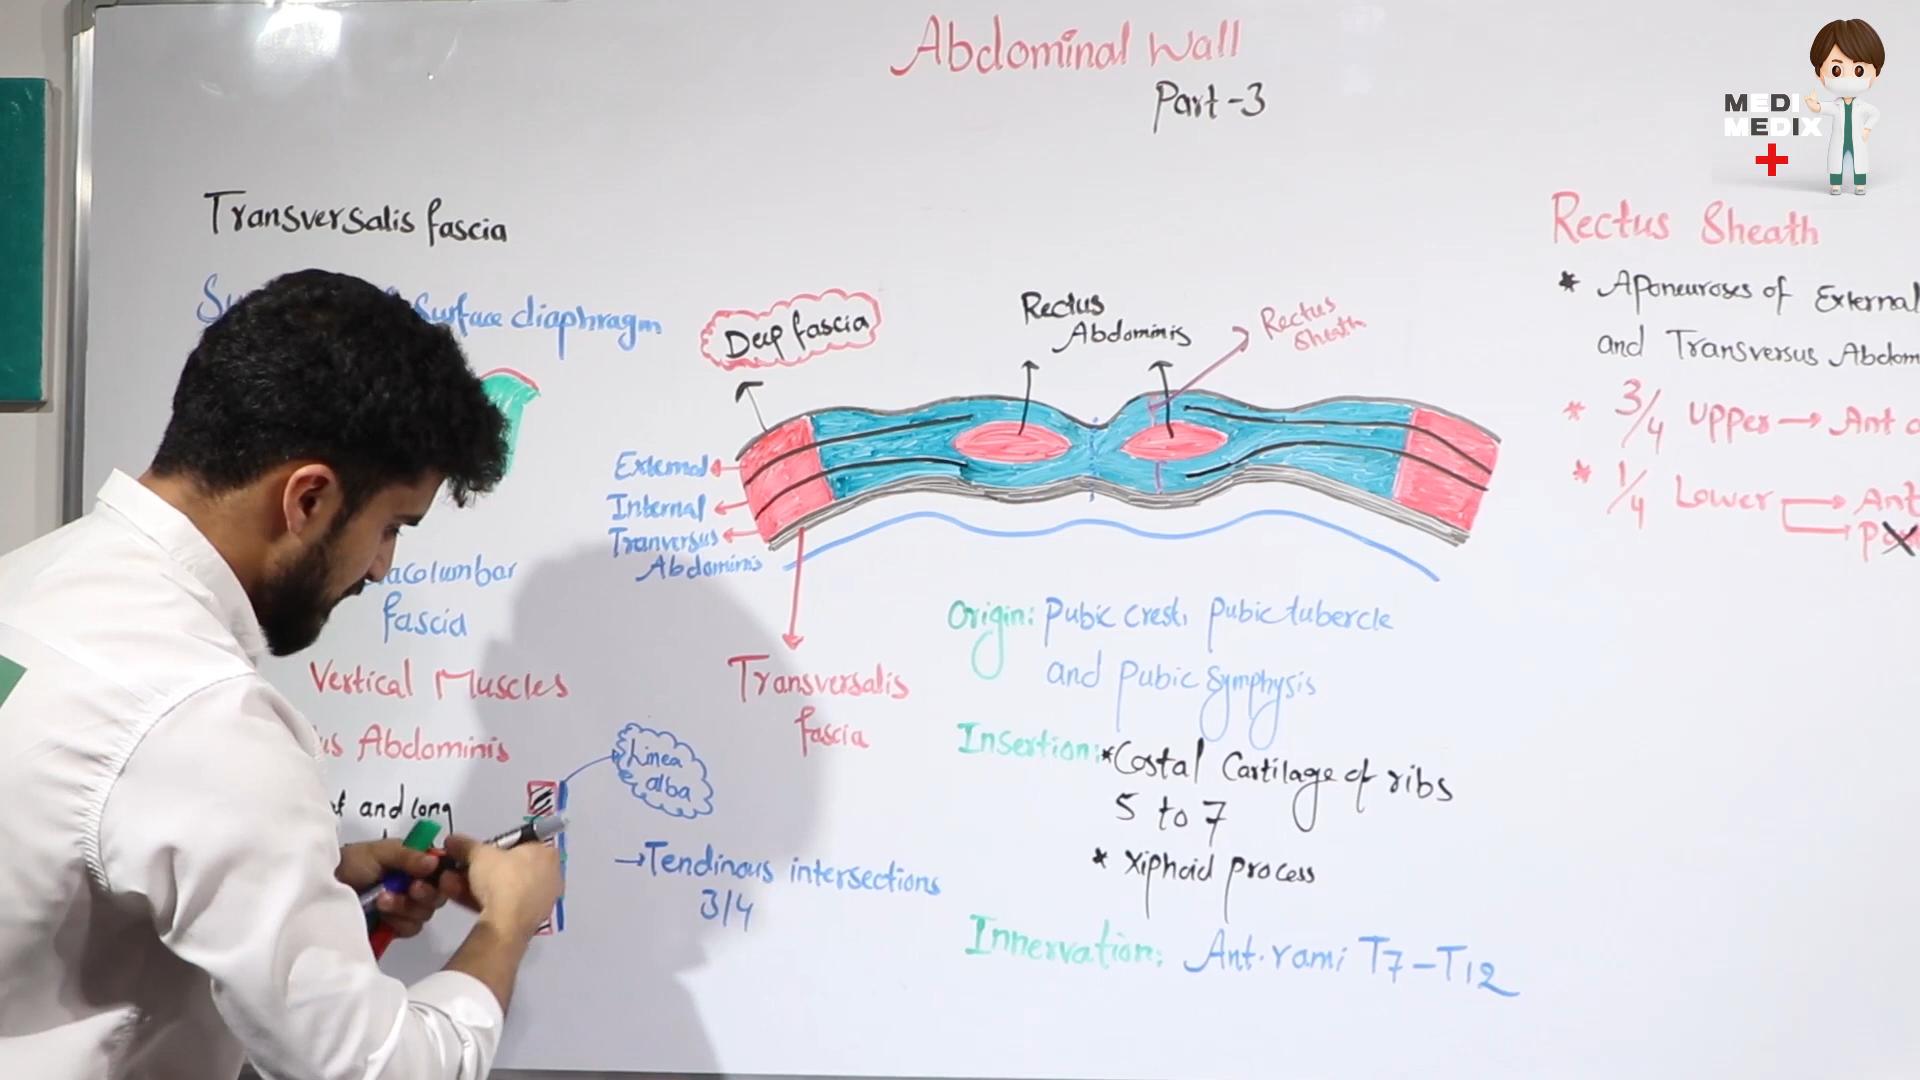 Abdominal Wall
Part-3
MEDI
MEDIX
Transversalis fascia
Surface diaphragm
fascia
Vertical Muscles
Abdominis
and long
Linea
alba
→Tendinous intersections
3/4
Deep fascia
Rectus
Abdominis
Rectus
Sheath
External
Internal
Tranversus
Abdominis
Transversalis
fascia
Origin: Pubic crest, Pubic tubercle
and Pubic Symphysis
Insertion: *Costal Cartilage of ribs
5 to 7
* Xiphoid process
Innervation: Ant. rami T7-T12
Rectus Sheath
* Aponeuroses of External
and Transversus Abdom
* 3/4 Upper → Ant
* 1/4 Lower → Ant